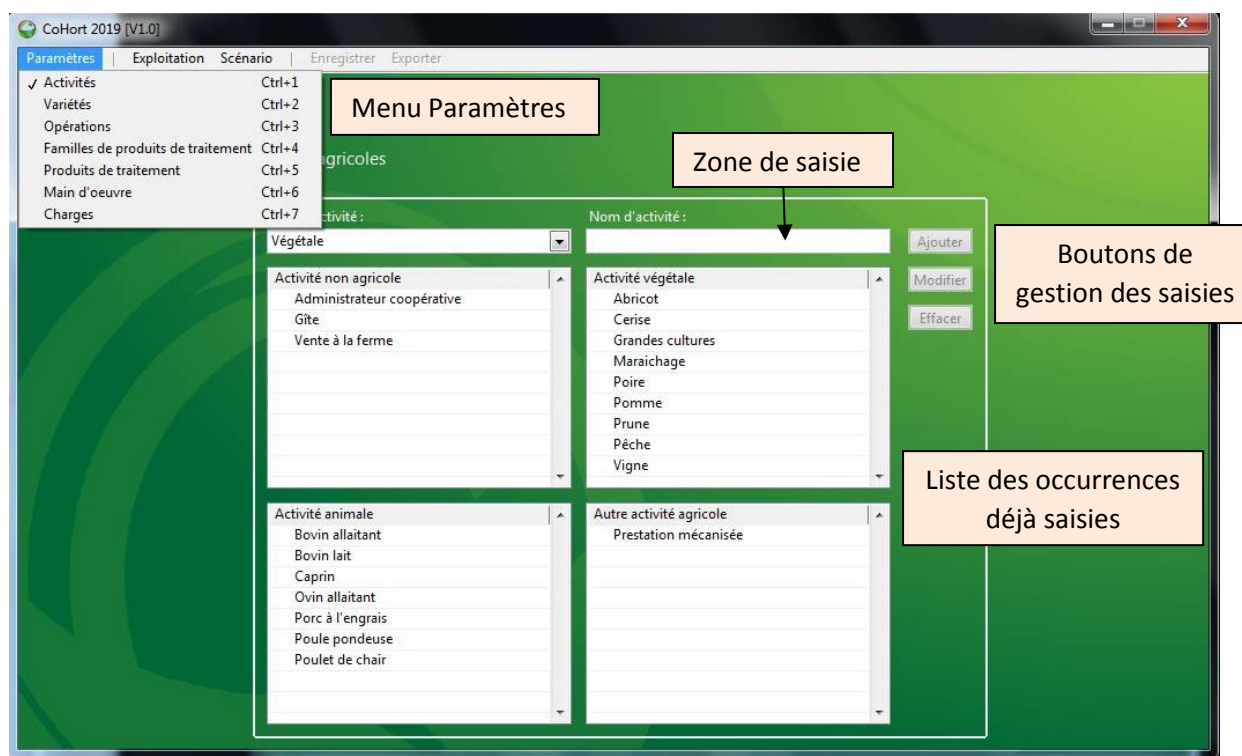 CoHort 2019 [V1.0]
Paramètres | Exploitation Scénario | Enregistrer Exporter
✓ Activités Ctrl+1
Variétés Ctrl+2
Opérations Ctrl+3
Familles de produits de traitement Ctrl+4
Produits de traitement Ctrl+5
Main d'oeuvre Ctrl+6
Charges Ctrl+7
Menu Paramètres
Zone de saisie
Nom d'activité :
Végétale
Ajouter
Modifier
Effacer
Boutons de
gestion des saisies
Activité non agricole
Administrateur coopérative
Gîte
Vente à la ferme
Activité végétale
Abricot
Cerise
Grandes cultures
Maraichage
Poire
Pomme
Prune
Pêche
Vigne
Liste des occurrences
déjà saisies
Activité animale
Bovin allaitant
Bovin lait
Caprin
Ovin allaitant
Porc à l'engrais
Poule pondeuse
Poulet de chair
Autre activité agricole
Prestation mécanisée